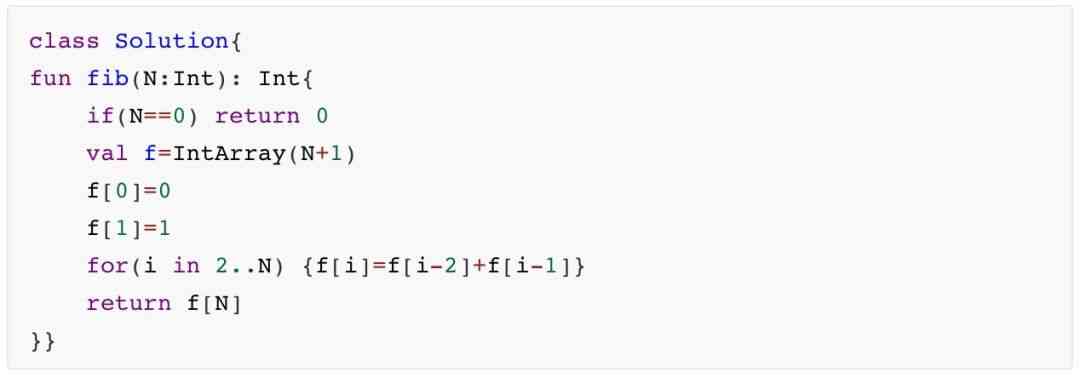 class Solution{
fun fib(N:Int): Int{
    if(N==0) return 0
    val f=IntArray(N+1)
    f[0]=0
    f[1]=1
    for(i in 2..N) {f[i]=f[i-2]+f[i-1]}
    return f[N]
}}